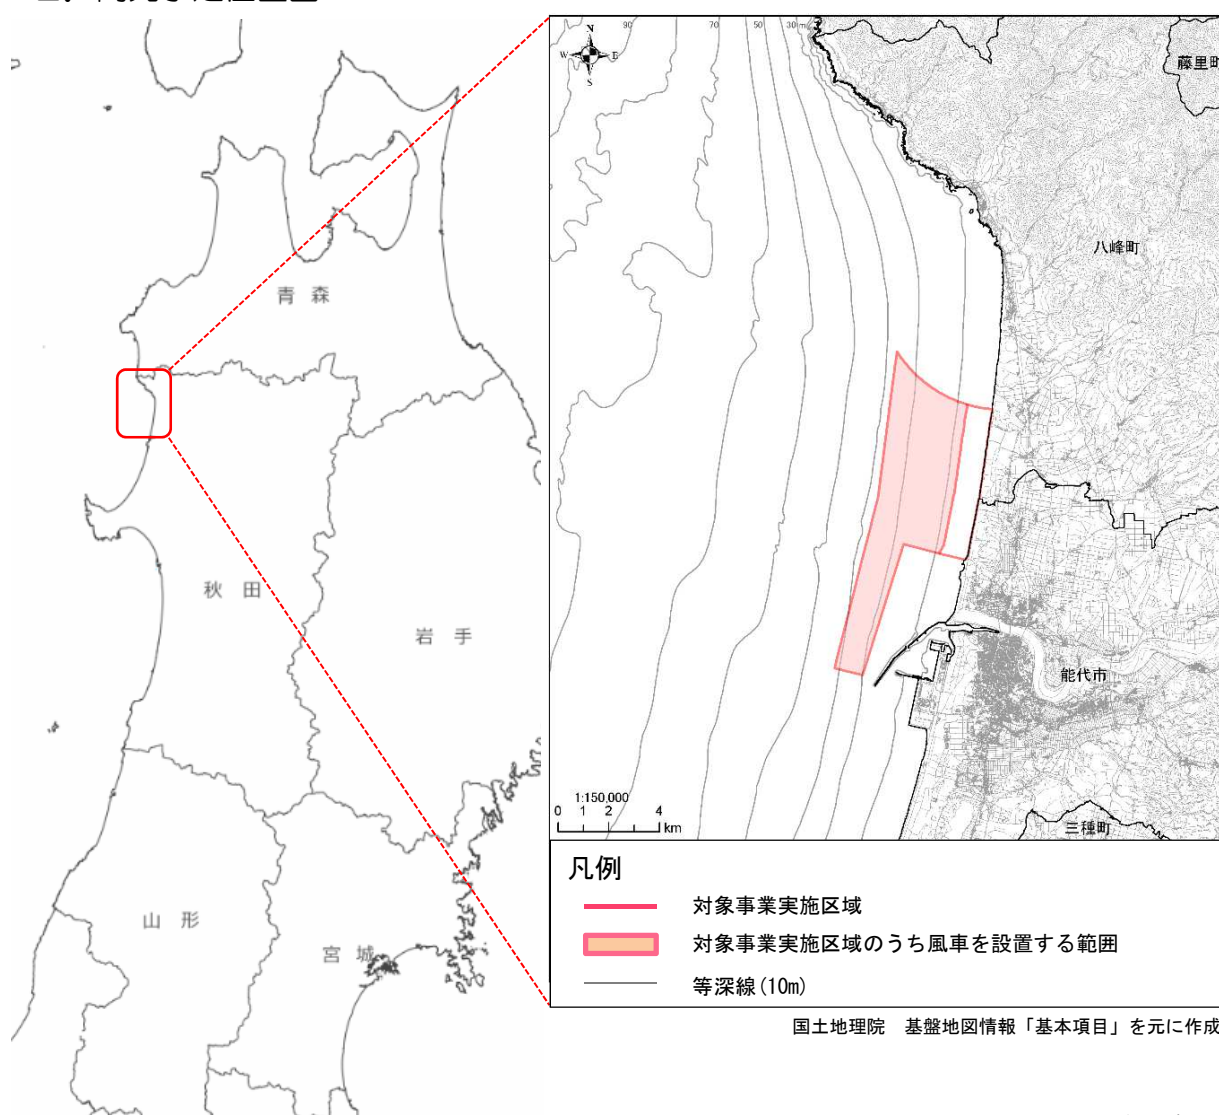 青森
秋田
岩手
山形
宮城
90
70
50
30m
N
W
E
S
藤里町
八峰町
能代市
三種町
1:150,000
0 1 2 4
km
凡例
対象事業実施区域
対象事業実施区域のうち風車を設置する範囲
等深線(10m)
国土地理院　基盤地図情報「基本項目」を元に作成